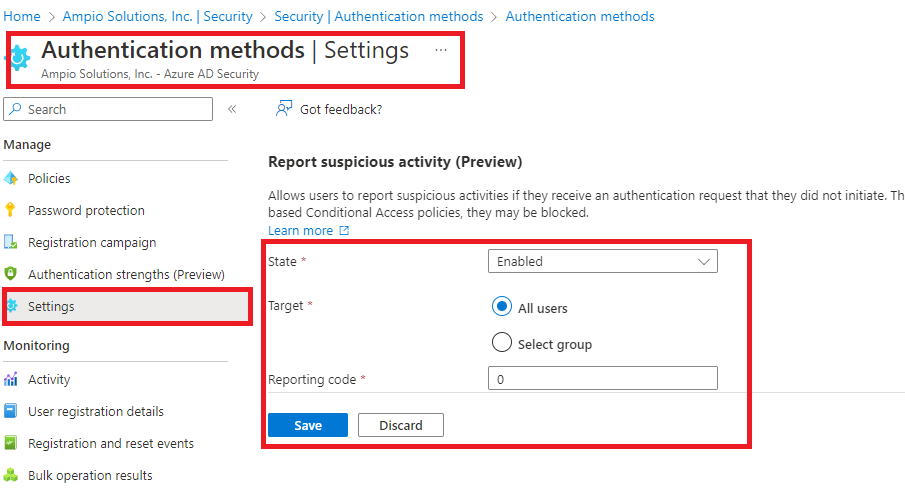 Home > Ampio Solutions, Inc. | Security > Security | Authentication methods > Authentication methods
Authentication methods | Settings ...
Ampio Solutions, Inc. - Azure AD Security
Search «
Got feedback?
Manage
Policies
Password protection
Registration campaign
Authentication strengths (Preview)
Settings
Monitoring
Activity
User registration details
Registration and reset events
Bulk operation results
Report suspicious activity (Preview)
Allows users to report suspicious activities if they receive an authentication request that they did not initiate. Th
based Conditional Access policies, they may be blocked.
Learn more
State * Enabled
Target * All users
Select group
Reporting code * 0
Save Discard